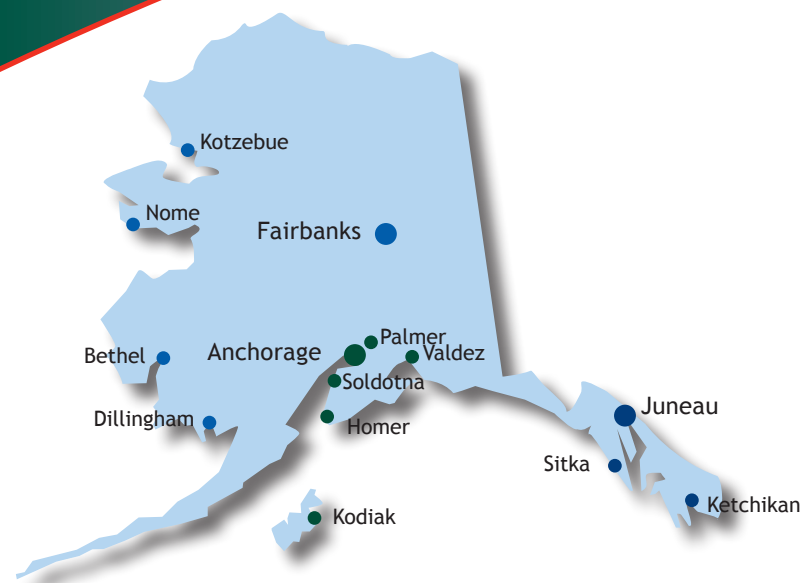 Kotzebue
Nome
Fairbanks
Palmer
Anchorage
Valdez
Bethel
Soldotna
Juneau
Dillingham
Homer
Sitka
Ketchikan
Kodiak